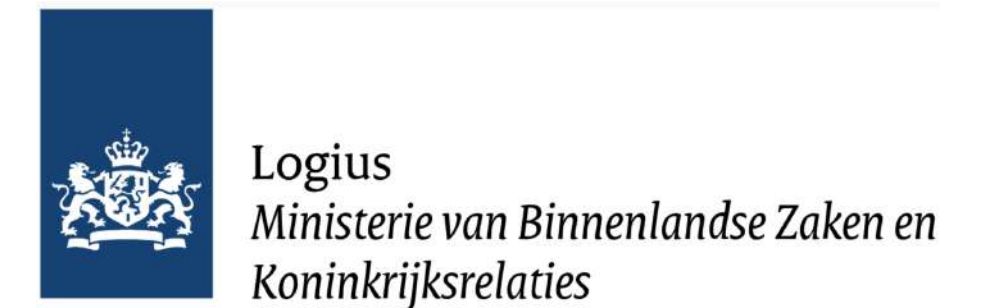 Logius
Ministerie van Binnenlandse Zaken en
Koninkrijksrelaties